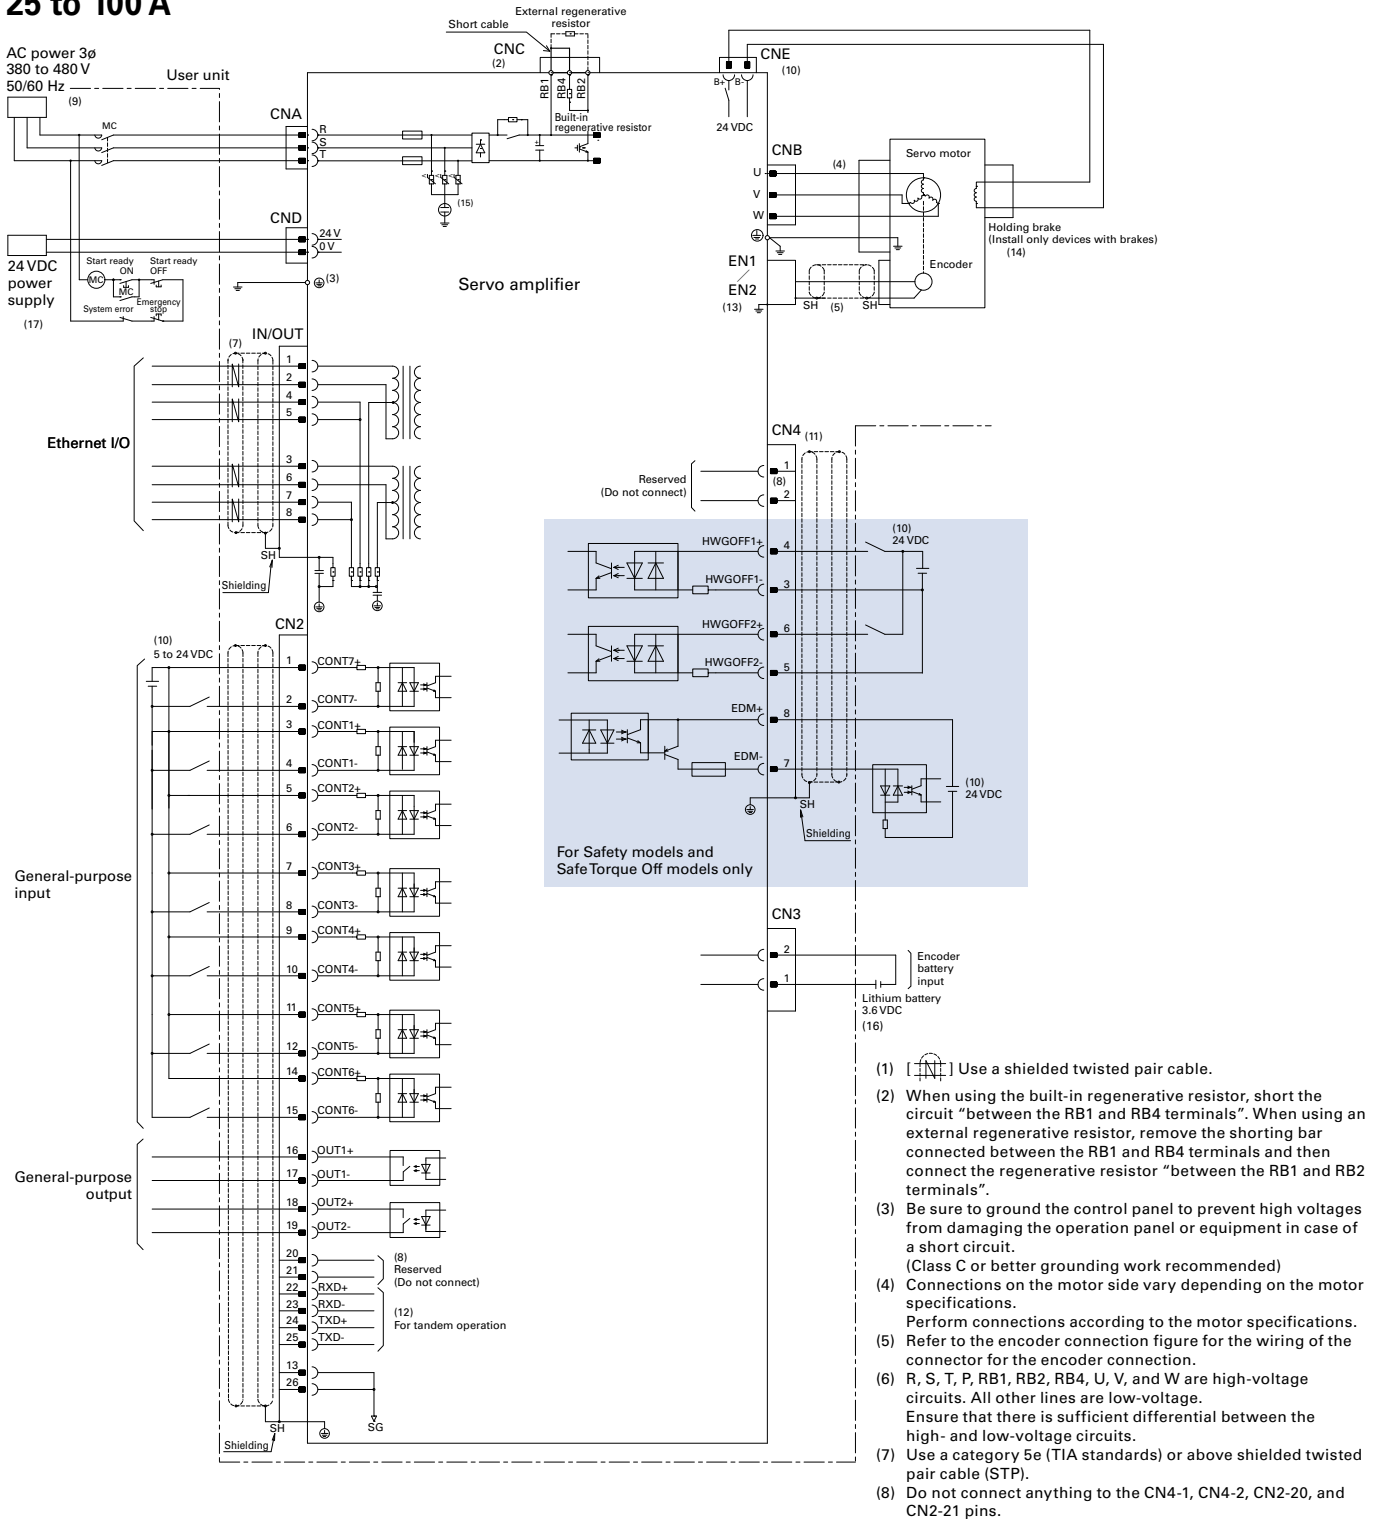 25 to 100 A
External regenerative
resistor
Short cable
CNC
(2)
CNE
(10)
AC power 3ø
380 to 480 V
50/60 Hz
(9)
User unit
CNA
MC
R
S
T
RB1
RB4
RB2
Built-in
regenerative resistor
(15)
B+
B-
24 VDC
CNB
U
V
W
(4)
Servo motor
Holding brake
(Install only devices with brakes)
(14)
Encoder
EN1
EN2
(13)
SH
(5)
SH
CND
24 V
0 V
(3)
24 VDC
power
supply
(17)
Start ready
ON
Start ready
OFF
MC
MC
System error
Emergency
stop
Servo amplifier
IN/OUT
(7)
Ethernet I/O
1
2
4
5
3
6
7
8
SH
Shielding
CN4
(11)
Reserved
(Do not connect)
1
(8)
2
HWGOFF1+
4
HWGOFF1-
3
HWGOFF2+
6
HWGOFF2-
5
EDM+
8
EDM-
7
(10)
24 VDC
(10)
24 VDC
SH
Shielding
For Safety models and
Safe Torque Off models only
CN2
(10)
5 to 24 VDC
General-purpose
input
1 CONT7+
2 CONT7-
3 CONT1+
4 CONT1-
5 CONT2+
6 CONT2-
7 CONT3+
8 CONT3-
9 CONT4+
10 CONT4-
11 CONT5+
12 CONT5-
14 CONT6+
15 CONT6-
General-purpose
output
16 OUT1+
17 OUT1-
18 OUT2+
19 OUT2-
20
21
(8)
Reserved
(Do not connect)
22 RXD+
23 RXD-
24 TXD+
25 TXD-
(12)
For tandem operation
13
26
SG
SH
Shielding
CN3
2
1
Encoder
battery
input
Lithium battery
3.6 VDC
(16)
(1) [ ] Use a shielded twisted pair cable.
(2) When using the built-in regenerative resistor, short the
circuit “between the RB1 and RB4 terminals”. When using an
external regenerative resistor, remove the shorting bar
connected between the RB1 and RB4 terminals and then
connect the regenerative resistor “between the RB1 and RB2
terminals”.
(3) Be sure to ground the control panel to prevent high voltages
from damaging the operation panel or equipment in case of
a short circuit.
(Class C or better grounding work recommended)
(4) Connections on the motor side vary depending on the motor
specifications.
Perform connections according to the motor specifications.
(5) Refer to the encoder connection figure for the wiring of the
connector for the encoder connection.
(6) R, S, T, P, RB1, RB2, RB4, U, V, and W are high-voltage
circuits. All other lines are low-voltage.
Ensure that there is sufficient differential between the
high- and low-voltage circuits.
(7) Use a category 5e (TIA standards) or above shielded twisted
pair cable (STP).
(8) Do not connect anything to the CN4-1, CN4-2, CN2-20, and
CN2-21 pins.